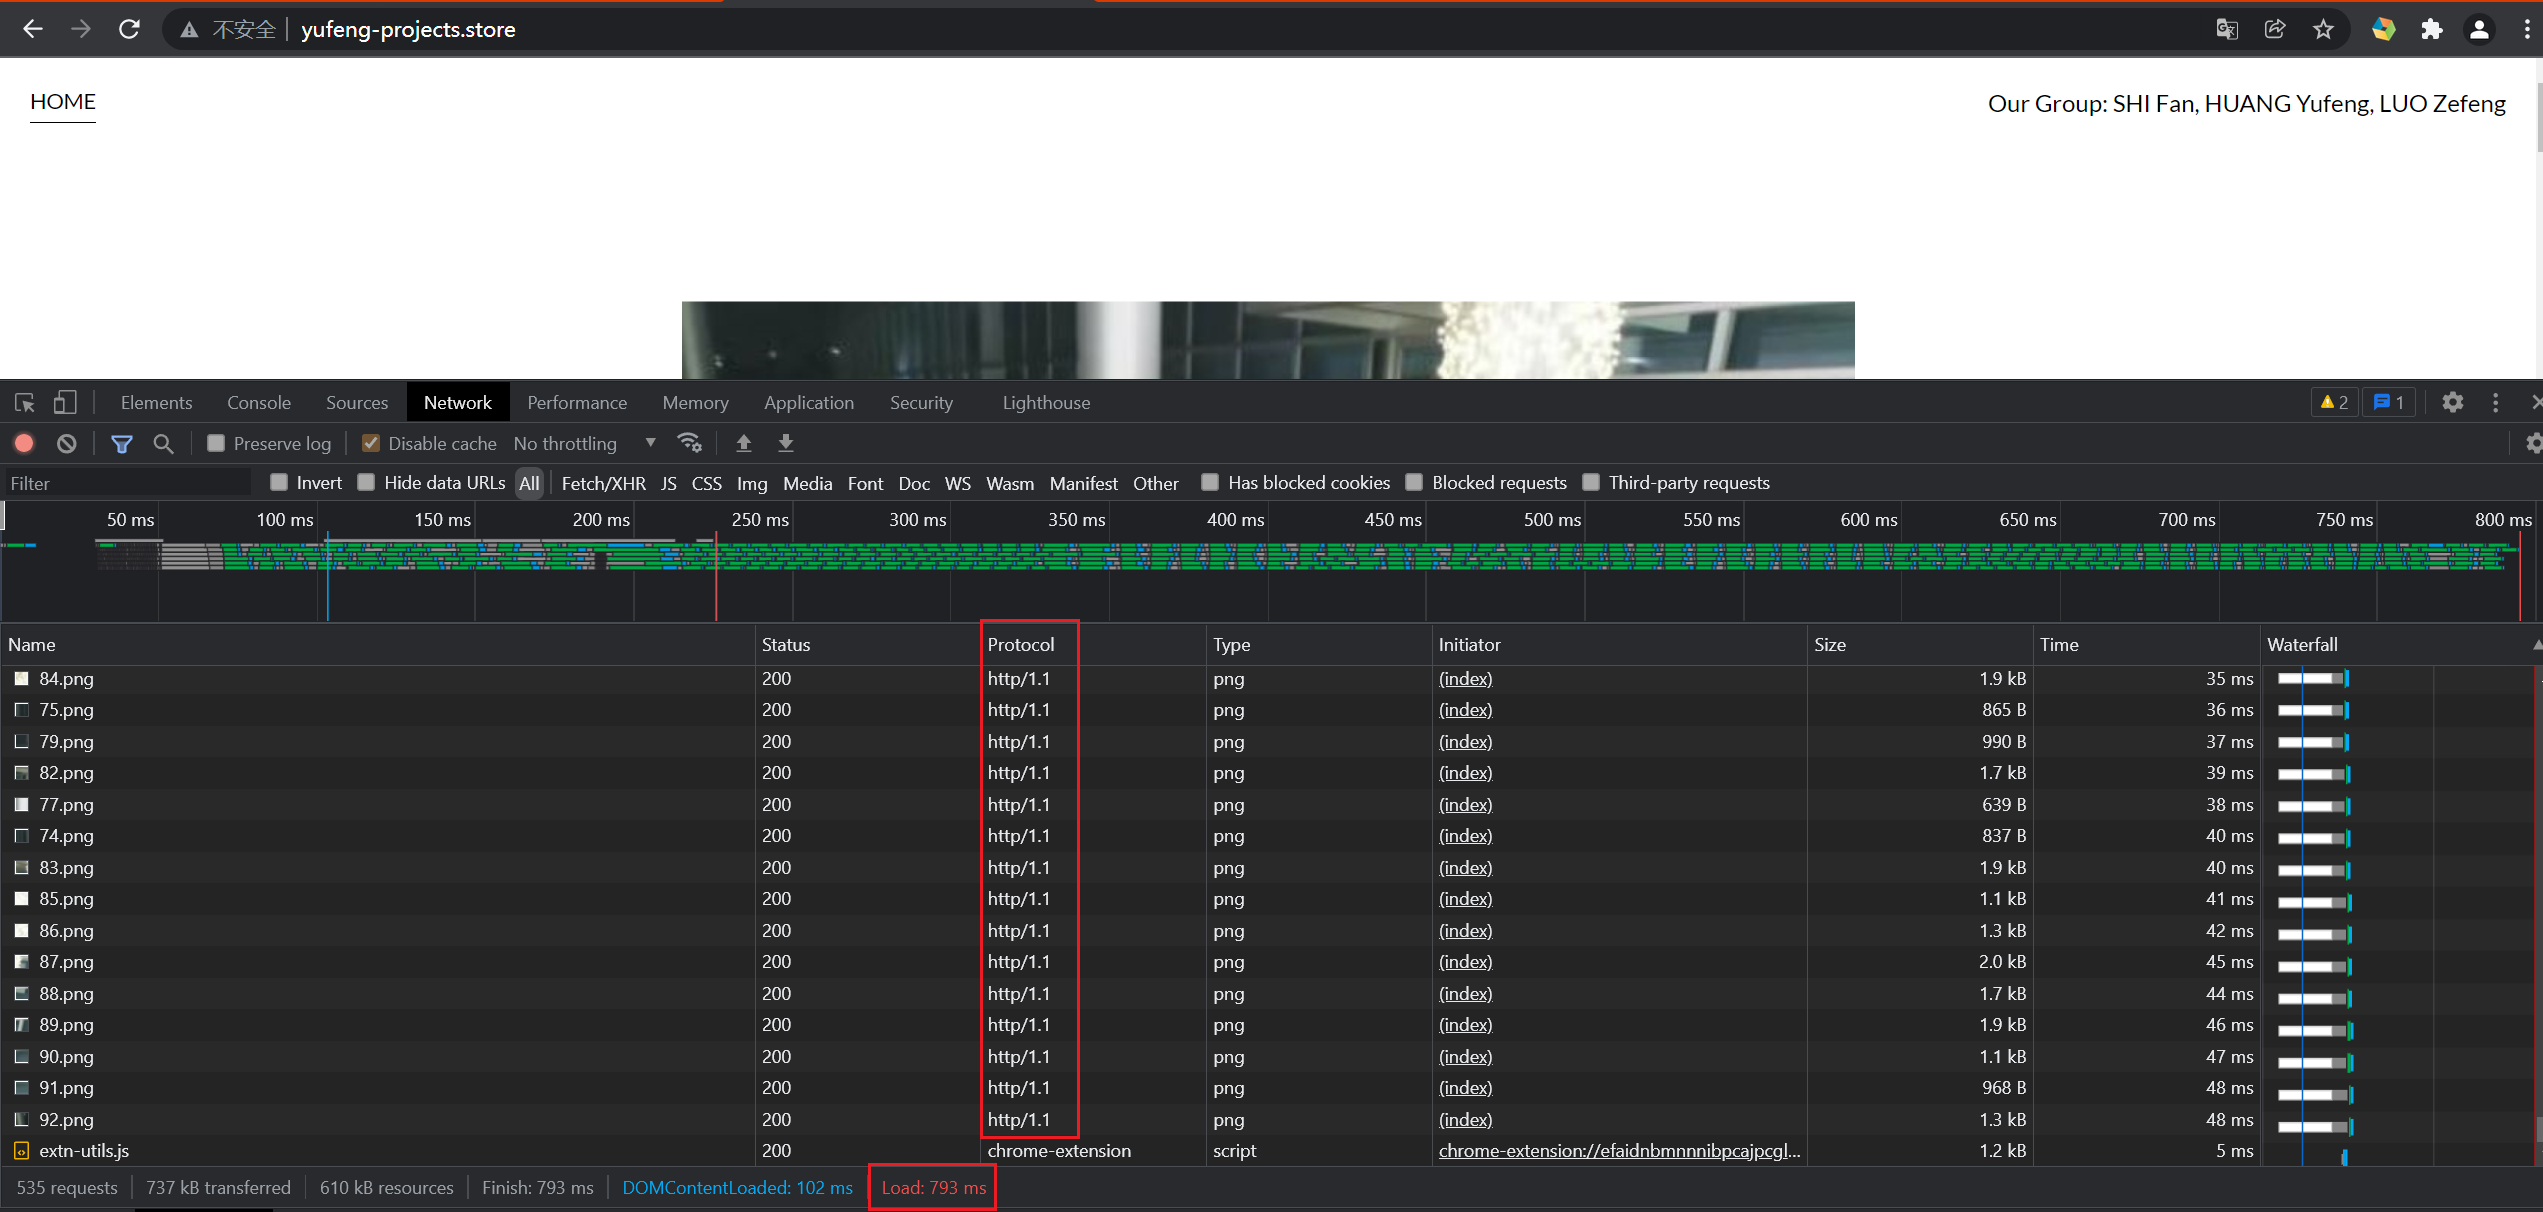 不安全 yufeng-projects.store
HOME
Our Group: SHI Fan, HUANG Yufeng, LUO Zefeng
Elements Console Sources Network Performance Memory Application Security Lighthouse 2 1
Preserve log Disable cache No throttling
Filter Invert Hide data URLs All Fetch/XHR JS CSS Img Media Font Doc WS Wasm Manifest Other Has blocked cookies Blocked requests Third-party requests
50 ms 100 ms 150 ms 200 ms 250 ms 300 ms 350 ms 400 ms 450 ms 500 ms 550 ms 600 ms 650 ms 700 ms 750 ms 800 ms
Name Status Protocol Type Initiator Size Time Waterfall
84.png 200 http/1.1 png (index) 1.9 kB 35 ms
75.png 200 http/1.1 png (index) 865 B 36 ms
79.png 200 http/1.1 png (index) 990 B 37 ms
82.png 200 http/1.1 png (index) 1.7 kB 39 ms
77.png 200 http/1.1 png (index) 639 B 38 ms
74.png 200 http/1.1 png (index) 837 B 40 ms
83.png 200 http/1.1 png (index) 1.9 kB 40 ms
85.png 200 http/1.1 png (index) 1.1 kB 41 ms
86.png 200 http/1.1 png (index) 1.3 kB 42 ms
87.png 200 http/1.1 png (index) 2.0 kB 45 ms
88.png 200 http/1.1 png (index) 1.7 kB 44 ms
89.png 200 http/1.1 png (index) 1.9 kB 46 ms
90.png 200 http/1.1 png (index) 1.1 kB 47 ms
91.png 200 http/1.1 png (index) 968 B 48 ms
92.png 200 http/1.1 png (index) 1.3 kB 48 ms
extn-utils.js 200 chrome-extension script chrome-extension://efaidnbmnnnibpcajpcgl... 1.2 kB 5 ms
535 requests 737 kB transferred 610 kB resources Finish: 793 ms DOMContentLoaded: 102 ms Load: 793 ms